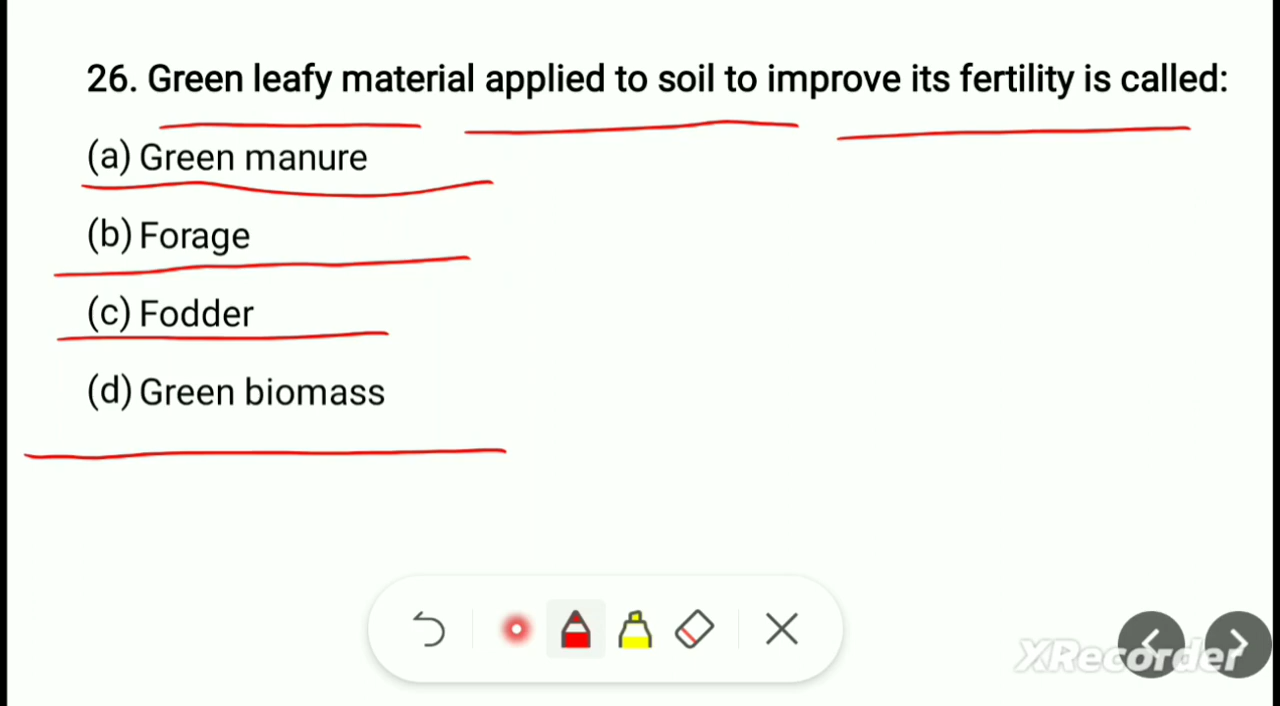 26. Green leafy material applied to soil to improve its fertility is called:
(a) Green manure
(b) Forage
(c) Fodder
(d) Green biomass
XRecorder